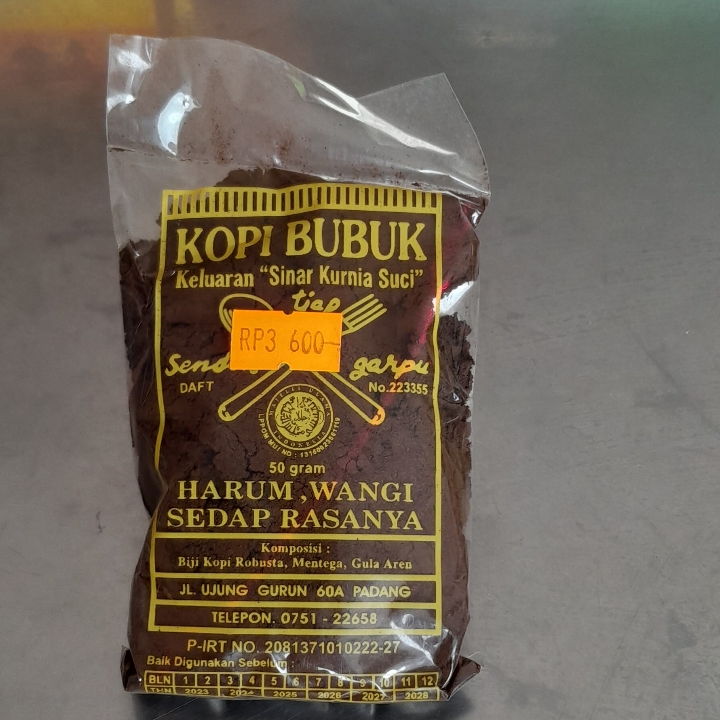 KOPI BUBUK
Keluaran "Sinar Kurnia Suci"
tjap
RP3 600
garpu
DAFT No.223355
MAJELIS ULAMA INDONESIA
50 gram
HARUM ,WANGI
SEDAP RASANYA
Komposisi :
Biji Kopi Robusta, Mentega, Gula Aren
JL. UJUNG GURUN 60A PADANG
TELEPON. 0751 - 22658
P-IRT NO. 2081371010222-27
Baik Digunakan Sebelum :
BLN 1 2 3 4 5 6 7 8 9 10 11 12
THN 2023 2024 2025 2026 2027 2028